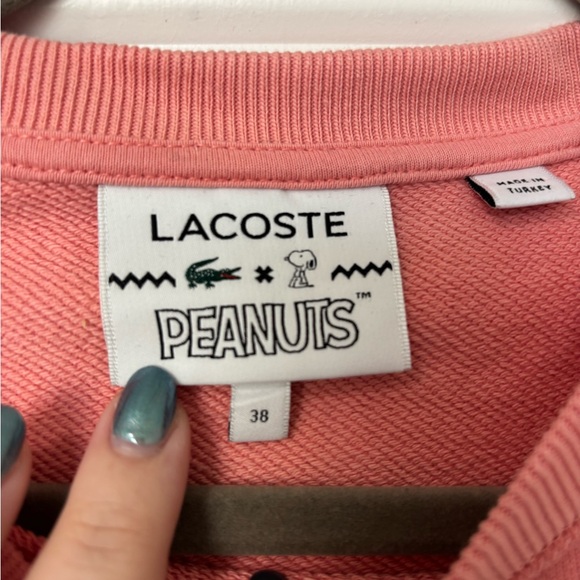 LACOSTE
PEANUTS™
38
MADE IN
TURKEY